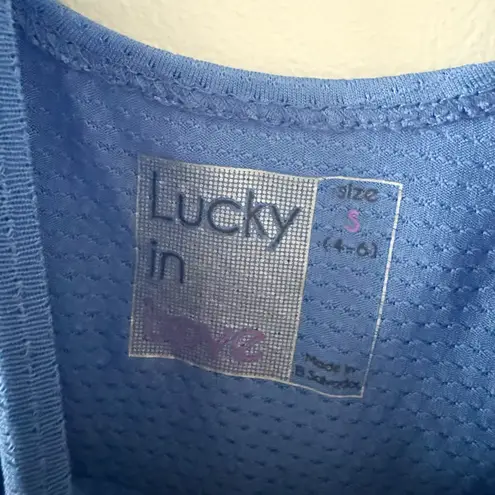 Lucky
in
Love
size
S
(4-6)
Made in
El Salvador